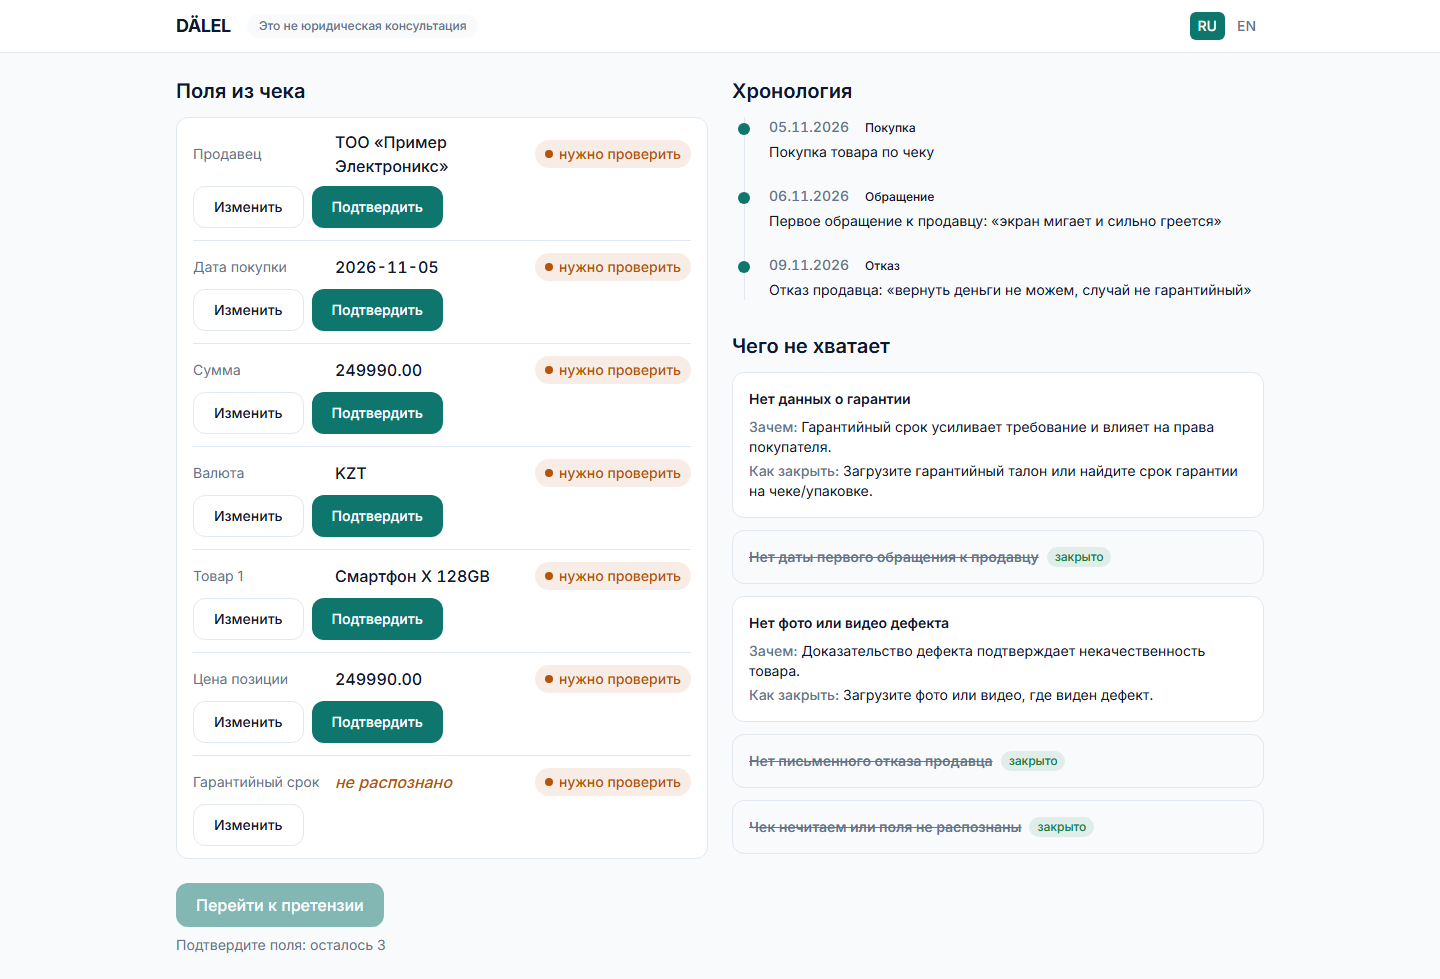 DÄLEL
Это не юридическая консультация
RU
EN
Поля из чека
Продавец
ТОО «Пример
Электроникс»
нужно проверить
Изменить
Подтвердить
Дата покупки
2026-11-05
нужно проверить
Изменить
Подтвердить
Сумма
249990.00
нужно проверить
Изменить
Подтвердить
Валюта
KZT
нужно проверить
Изменить
Подтвердить
Товар 1
Смартфон X 128GB
нужно проверить
Изменить
Подтвердить
Цена позиции
249990.00
нужно проверить
Изменить
Подтвердить
Гарантийный срок
не распознано
нужно проверить
Изменить
Перейти к претензии
Подтвердите поля: осталось 3
Хронология
05.11.2026 Покупка
Покупка товара по чеку
06.11.2026 Обращение
Первое обращение к продавцу: «экран мигает и сильно греется»
09.11.2026 Отказ
Отказ продавца: «вернуть деньги не можем, случай не гарантийный»
Чего не хватает
Нет данных о гарантии
Зачем: Гарантийный срок усиливает требование и влияет на права
покупателя.
Как закрыть: Загрузите гарантийный талон или найдите срок гарантии
на чеке/упаковке.
Нет даты первого обращения к продавцу
закрыто
Нет фото или видео дефекта
Зачем: Доказательство дефекта подтверждает некачественность
товара.
Как закрыть: Загрузите фото или видео, где виден дефект.
Нет письменного отказа продавца
закрыто
Чек нечитаем или поля не распознаны
закрыто